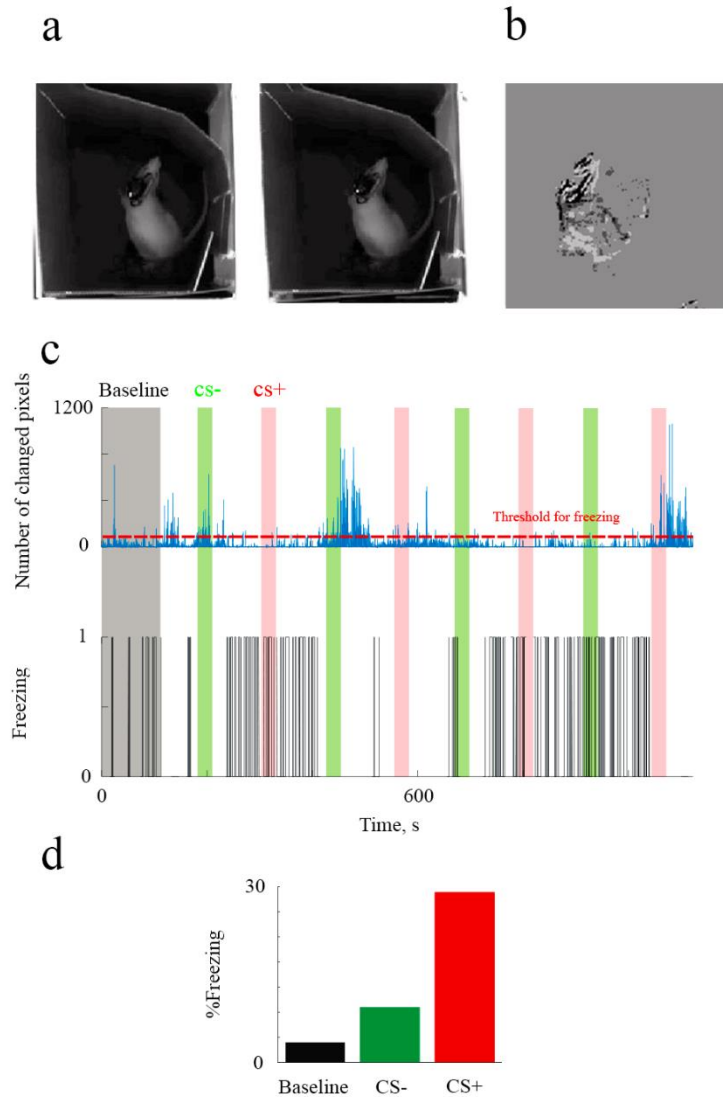 a
b
c
Baseline
cs-
cs+
1200
Number of changed pixels
Threshold for freezing
0
1
Freezing
0
0
600
Time, s
d
30
%Freezing
0
Baseline
CS-
CS+